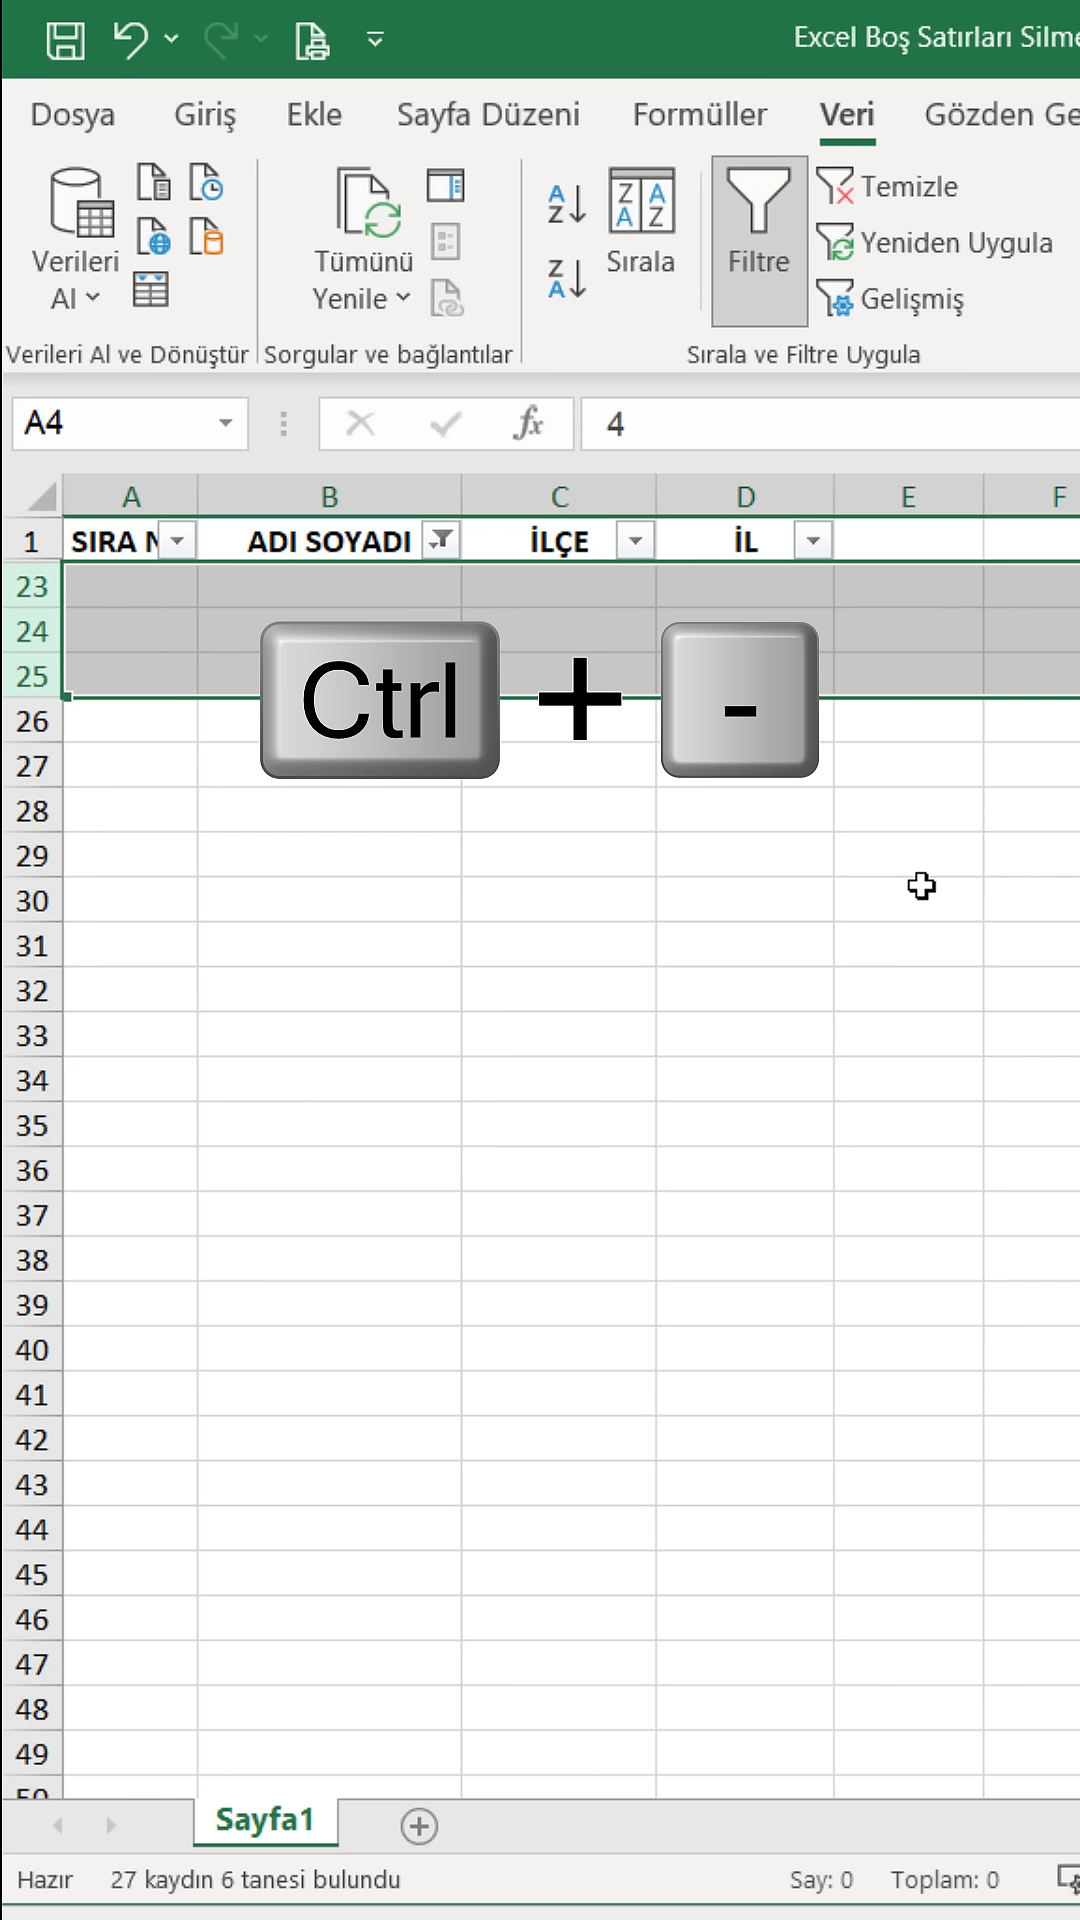 Excel Boş Satırları
Dosya Giriş Ekle Sayfa Düzeni Formüller Veri Gözden
Verileri Al
Tümünü Yenile
A Z
Z A
Z A A Z
Sırala
Filtre
Temizle
Yeniden Uygula
Gelişmiş
Verileri Al ve Dönüştür Sorgular ve bağlantılar Sırala ve Filtre Uygula
A4 fx 4
A B C D E F
1 SIRA ADI SOYADI İLÇE İL
23
24
25
Ctrl + -
26
27
28
29
30
31
32
33
34
35
36
37
38
39
40
41
42
43
44
45
46
47
48
49
50
Sayfa1
Hazır 27 kaydın 6 tanesi bulundu Say: 0 Toplam: 0